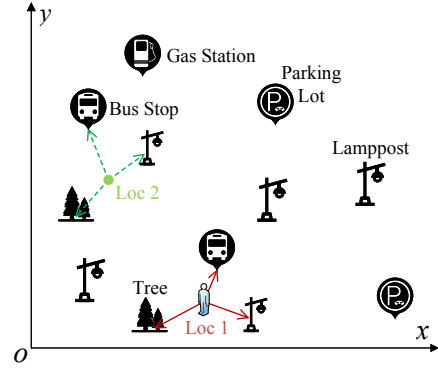 y
Gas Station
Parking
Lot
P
Bus Stop
Lamppost
Loc 2
Tree
P
Loc 1
x
o